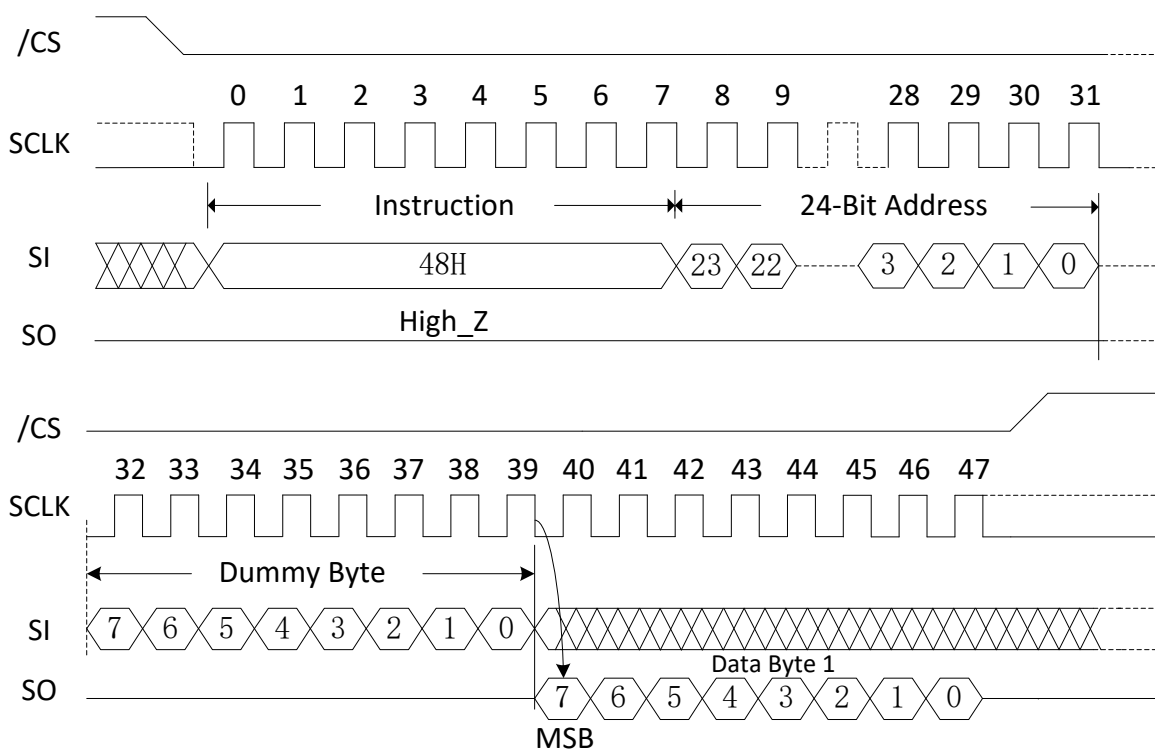 /CS
0 1 2 3 4 5 6 7 8 9 28 29 30 31
SCLK
Instruction 24-Bit Address
SI 48H 23 22 3 2 1 0
High_Z
SO
/CS
32 33 34 35 36 37 38 39 40 41 42 43 44 45 46 47
SCLK
Dummy Byte
SI 7 6 5 4 3 2 1 0
Data Byte 1
SO 7 6 5 4 3 2 1 0
MSB